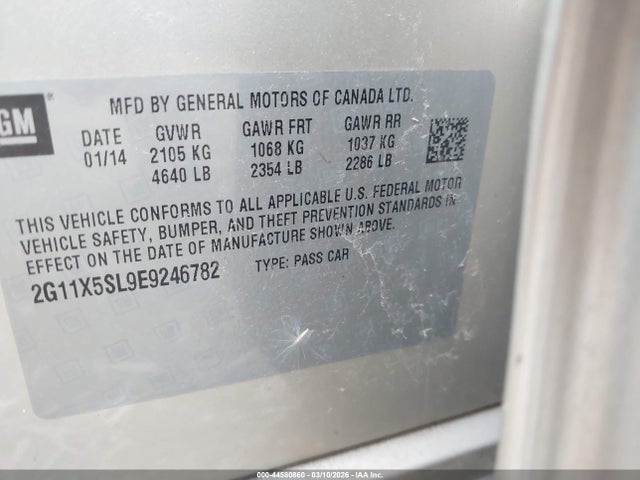 GM
MFD BY GENERAL MOTORS OF CANADA LTD.
DATE GVWR GAWR FRT GAWR RR
01/14 2105 KG 1068 KG 1037 KG
4640 LB 2354 LB 2286 LB
THIS VEHICLE CONFORMS TO ALL APPLICABLE U.S. FEDERAL MOTOR
VEHICLE SAFETY, BUMPER, AND THEFT PREVENTION STANDARDS IN
EFFECT ON THE DATE OF MANUFACTURE SHOWN ABOVE.
2G11X5SL9E9246782 TYPE: PASS CAR
000-44580860 - 03/10/2026 - IAA Inc.